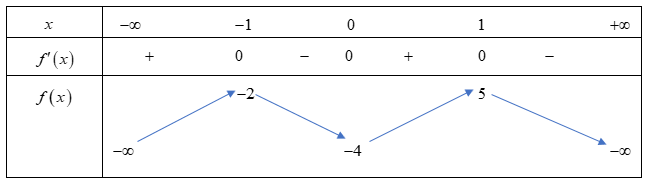 x −∞ −1 0 1 +∞
f′(x) + 0 − 0 + 0 −
f(x) −2 5
−∞ −4 −∞